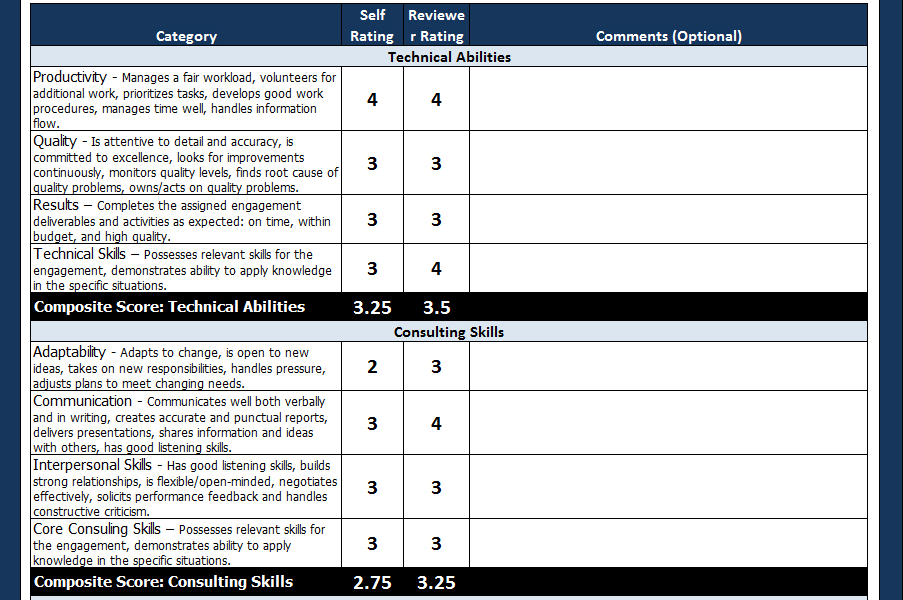 Category Self Rating Reviewe r Rating Comments (Optional)
Technical Abilities
Productivity - Manages a fair workload, volunteers for
additional work, prioritizes tasks, develops good work
procedures, manages time well, handles information
flow.
4 4
Quality - Is attentive to detail and accuracy, is
committed to excellence, looks for improvements
continuously, monitors quality levels, finds root cause of
quality problems, owns/acts on quality problems.
3 3
Results – Completes the assigned engagement
deliverables and activities as expected: on time, within
budget, and high quality.
3 3
Technical Skills – Possesses relevant skills for the
engagement, demonstrates ability to apply knowledge
in the specific situations.
3 4
Composite Score: Technical Abilities 3.25 3.5
Consulting Skills
Adaptability - Adapts to change, is open to new
ideas, takes on new responsibilities, handles pressure,
adjusts plans to meet changing needs.
2 3
Communication - Communicates well both verbally
and in writing, creates accurate and punctual reports,
delivers presentations, shares information and ideas
with others, has good listening skills.
3 4
Interpersonal Skills - Has good listening skills, builds
strong relationships, is flexible/open-minded, negotiates
effectively, solicits performance feedback and handles
constructive criticism.
3 3
Core Consuling Skills – Possesses relevant skills for
the engagement, demonstrates ability to apply
knowledge in the specific situations.
3 3
Composite Score: Consulting Skills 2.75 3.25